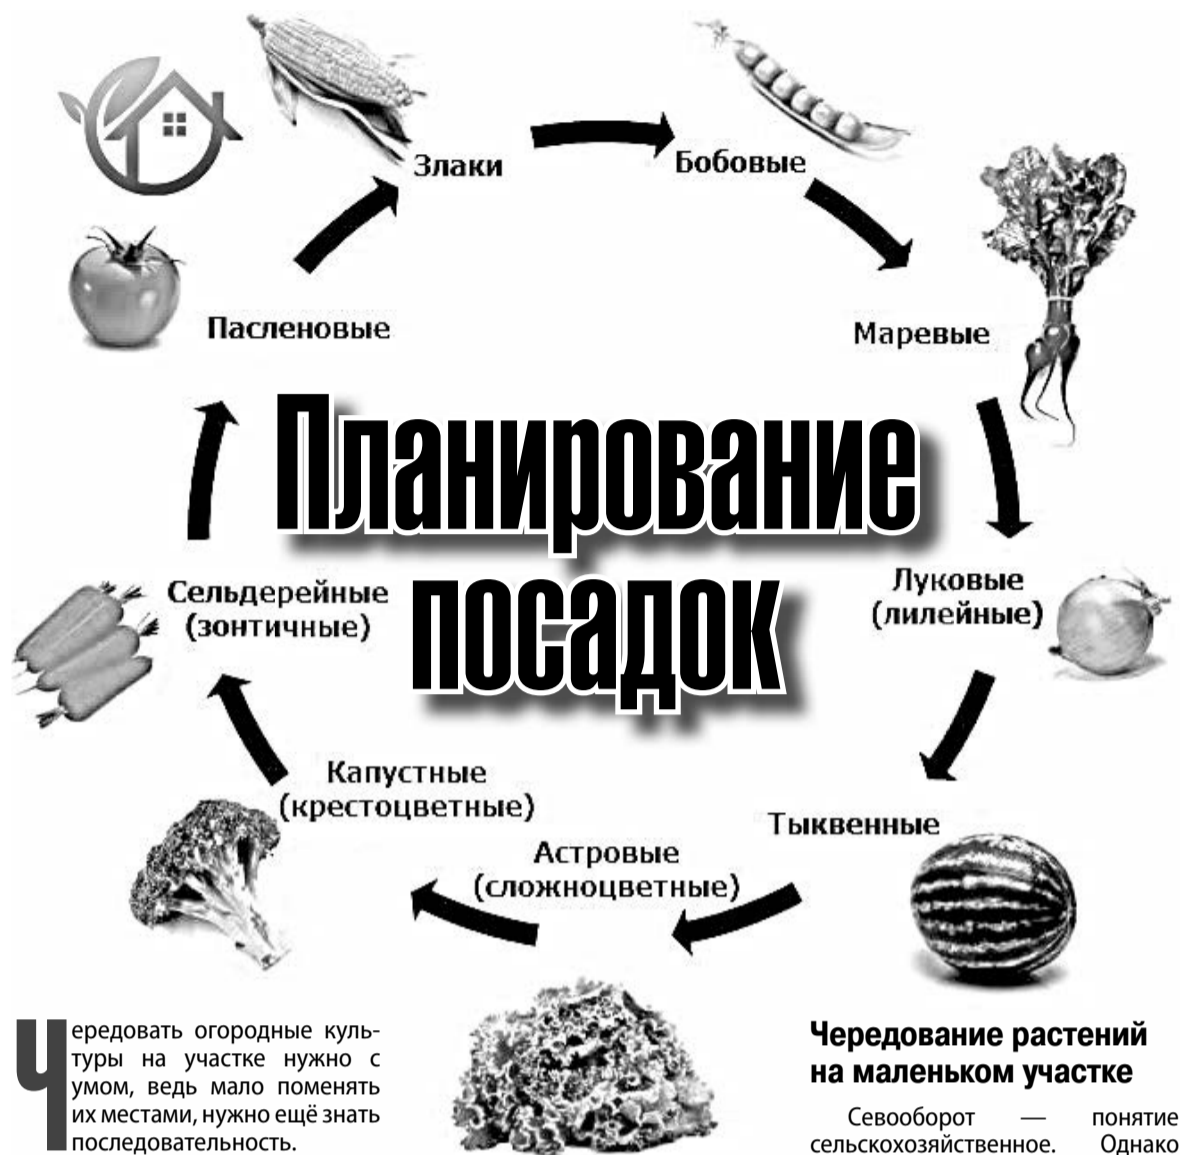 Злаки
Бобовые
Пасленовые
Маревые
Планирование
посадок
Сельдерейные
(зонтичные)
Луковые
(лилейные)
Капустные
(крестоцветные)
Тыквенные
Астровые
(сложноцветные)
Чередовать огородные куль-
туры на участке нужно с
умом, ведь мало поменять
их местами, нужно ещё знать
последовательность.
Чередование растений
на маленьком участке
Севооборот — понятие
сельскохозяйственное. Однако